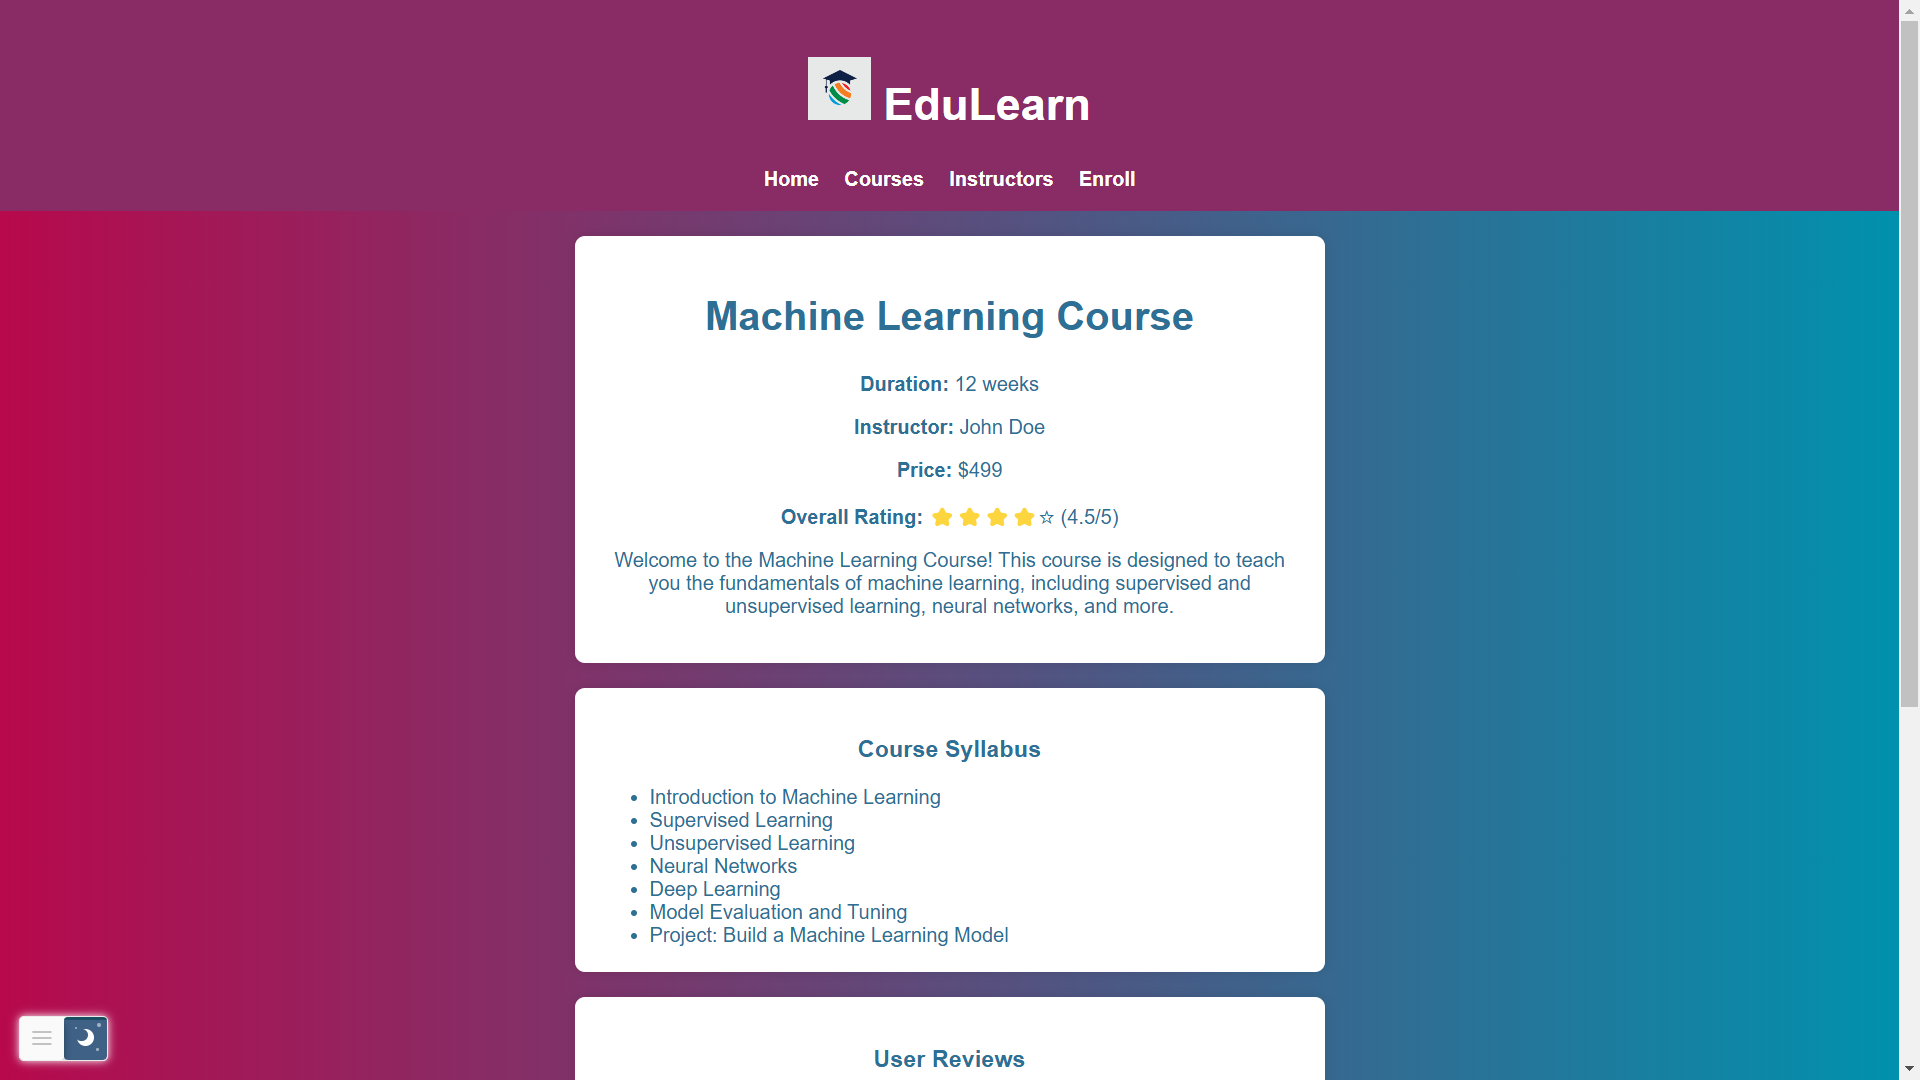 EduLearn
Home Courses Instructors Enroll
Machine Learning Course
Duration: 12 weeks
Instructor: John Doe
Price: $499
Overall Rating: ⭐⭐⭐⭐☆ (4.5/5)
Welcome to the Machine Learning Course! This course is designed to teach
you the fundamentals of machine learning, including supervised and
unsupervised learning, neural networks, and more.
Course Syllabus
• Introduction to Machine Learning
• Supervised Learning
• Unsupervised Learning
• Neural Networks
• Deep Learning
• Model Evaluation and Tuning
• Project: Build a Machine Learning Model
User Reviews